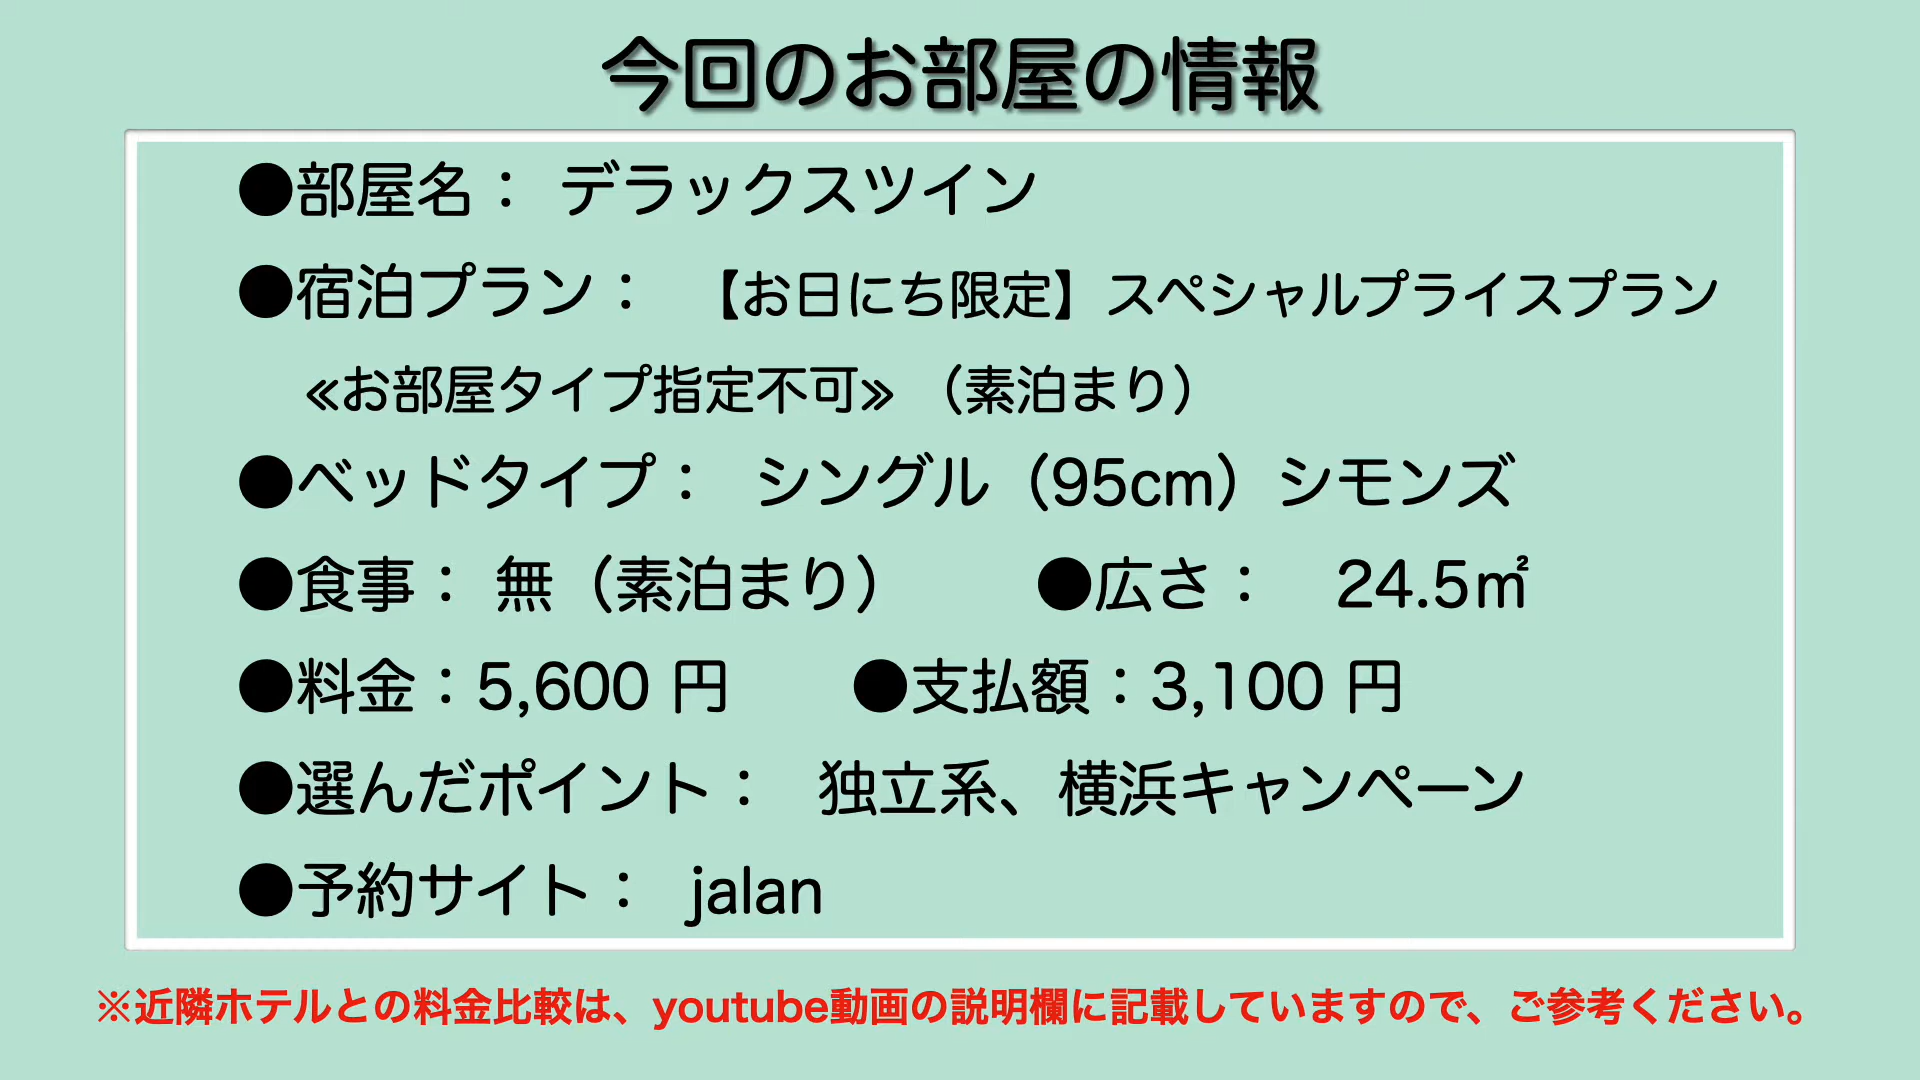 今回のお部屋の情報
●部屋名： デラックスツイン
●宿泊プラン： 【お日にち限定】スペシャルプライスプラン
≪お部屋タイプ指定不可≫（素泊まり）
●ベッドタイプ： シングル（95cm）シモンズ
●食事： 無（素泊まり） ●広さ： 24.5㎡
●料金：5,600 円 ●支払額：3,100 円
●選んだポイント： 独立系、横浜キャンペーン
●予約サイト： jalan
※近隣ホテルとの料金比較は、youtube動画の説明欄に記載していますので、ご参考ください。